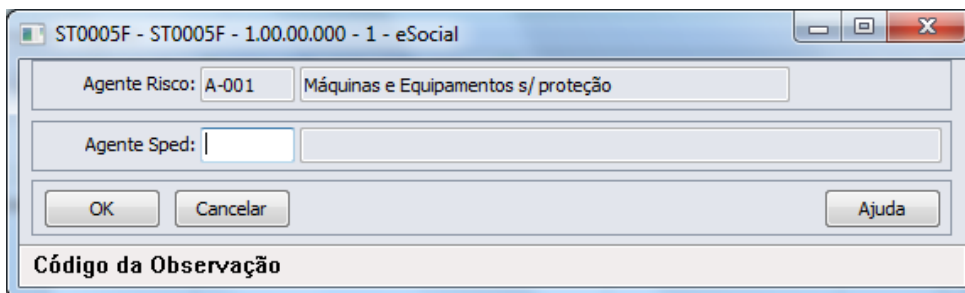 ST0005F - ST0005F - 1.00.00.000 - 1 - eSocial
Agente Risco: A-001 Máquinas e Equipamentos s/ proteção
Agente Sped:
OK Cancelar Ajuda
Código da Observação